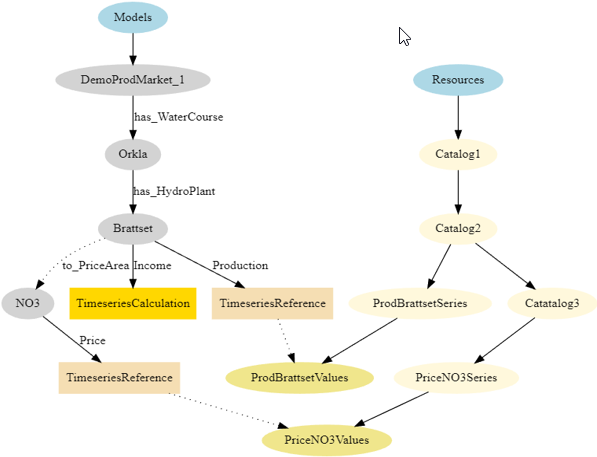 Models
DemoProdMarket_1
Resources
has_WaterCourse
Orkla
Catalog1
has_HydroPlant
Brattset
Catalog2
to_PriceArea
Income
Production
NO3
TimeseriesCalculation
TimeseriesReference
ProdBrattsetSeries
Catatalog3
Price
TimeseriesReference
ProdBrattsetValues
PriceNO3Series
PriceNO3Values